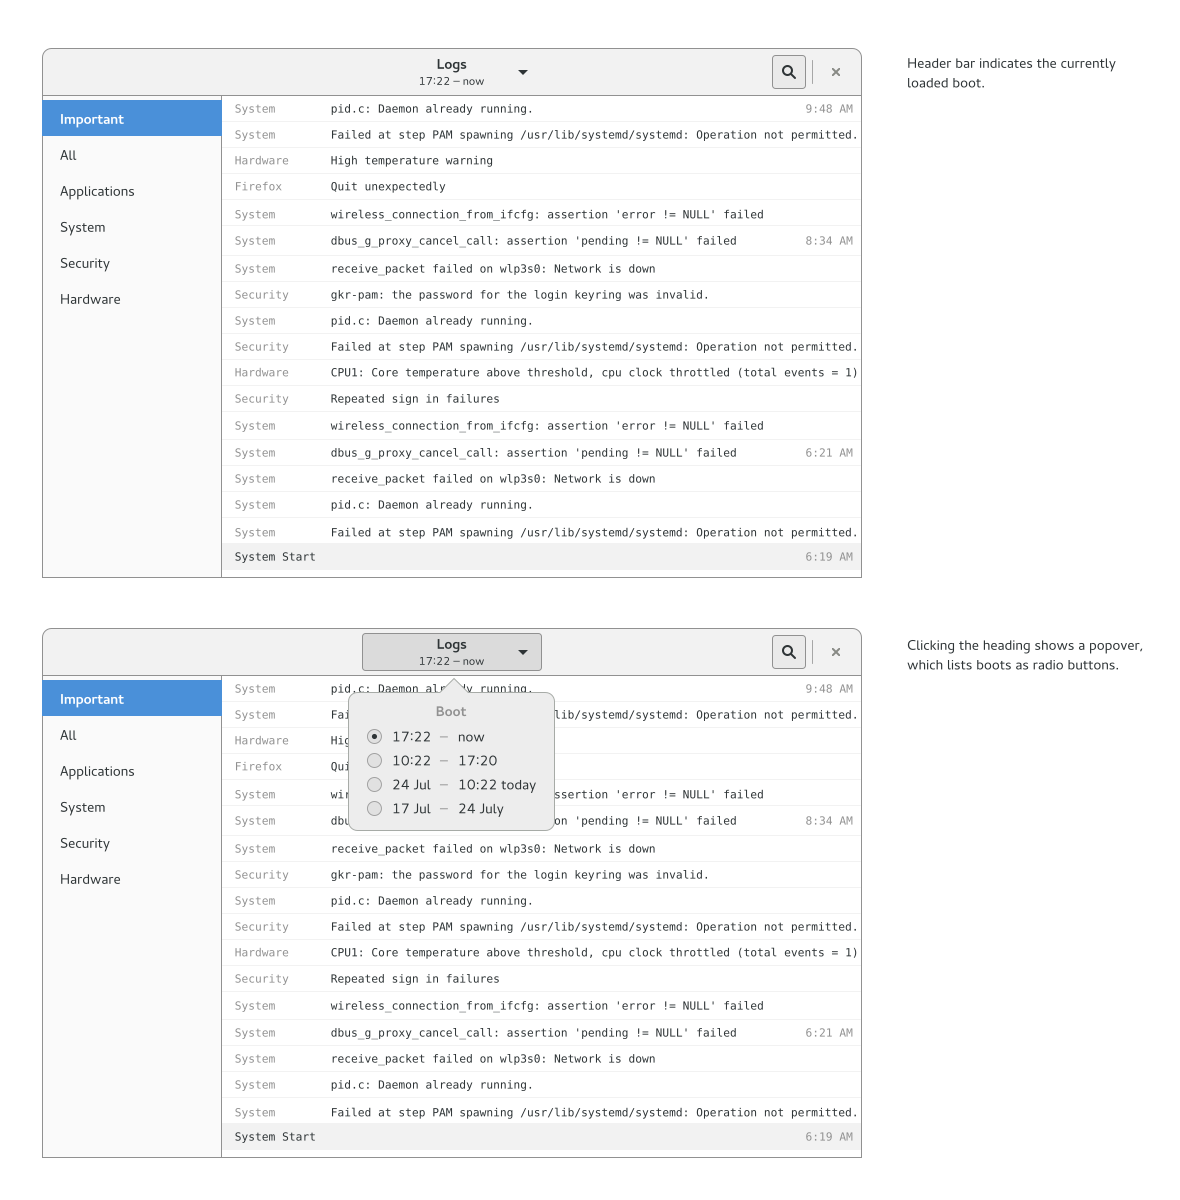 Logs
17:22 – now
Header bar indicates the currently
loaded boot.
Important
All
Applications
System
Security
Hardware
System pid.c: Daemon already running. 9:48 AM
System Failed at step PAM spawning /usr/lib/systemd/systemd: Operation not permitted.
Hardware High temperature warning
Firefox Quit unexpectedly
System wireless_connection_from_ifcfg: assertion 'error != NULL' failed
System dbus_g_proxy_cancel_call: assertion 'pending != NULL' failed 8:34 AM
System receive_packet failed on wlp3s0: Network is down
Security gkr-pam: the password for the login keyring was invalid.
System pid.c: Daemon already running.
Security Failed at step PAM spawning /usr/lib/systemd/systemd: Operation not permitted.
Hardware CPU1: Core temperature above threshold, cpu clock throttled (total events = 1)
Security Repeated sign in failures
System wireless_connection_from_ifcfg: assertion 'error != NULL' failed
System dbus_g_proxy_cancel_call: assertion 'pending != NULL' failed 6:21 AM
System receive_packet failed on wlp3s0: Network is down
System pid.c: Daemon already running.
System Failed at step PAM spawning /usr/lib/systemd/systemd: Operation not permitted.
System Start 6:19 AM
Logs
17:22 – now
Clicking the heading shows a popover,
which lists boots as radio buttons.
Important
All
Applications
System
Security
Hardware
Boot
17:22 – now
10:22 – 17:20
24 Jul – 10:22 today
17 Jul – 24 July
System pid.c: Daemon already running. 9:48 AM
System lib/systemd/systemd: Operation not permitted.
Hardware
Firefox
System 'error != NULL' failed
System 'pending != NULL' failed 8:34 AM
System receive_packet failed on wlp3s0: Network is down
Security gkr-pam: the password for the login keyring was invalid.
System pid.c: Daemon already running.
Security Failed at step PAM spawning /usr/lib/systemd/systemd: Operation not permitted.
Hardware CPU1: Core temperature above threshold, cpu clock throttled (total events = 1)
Security Repeated sign in failures
System wireless_connection_from_ifcfg: assertion 'error != NULL' failed
System dbus_g_proxy_cancel_call: assertion 'pending != NULL' failed 6:21 AM
System receive_packet failed on wlp3s0: Network is down
System pid.c: Daemon already running.
System Failed at step PAM spawning /usr/lib/systemd/systemd: Operation not permitted.
System Start 6:19 AM